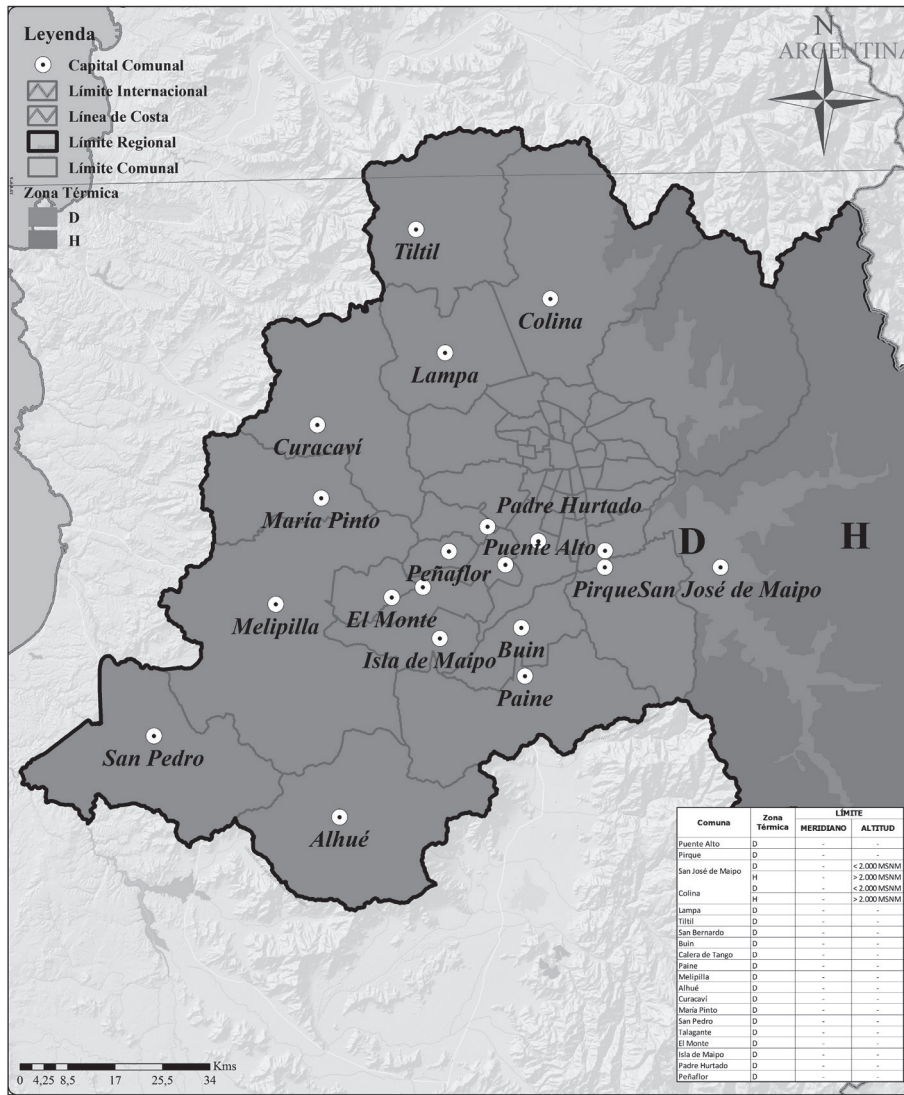 Leyenda
Capital Comunal
Límite Internacional
Línea de Costa
Límite Regional
Límite Comunal
Zona Térmica
D
H
N
ARGENTINA
Tiltil
Colina
Lampa
Curacaví
María Pinto
Padre Hurtado
Puente Alto
Peñaflor
D
H
Pirque
San José de Maipo
El Monte
Melipilla
Isla de Maipo
Buin
Paine
San Pedro
Alhué
Comuna Zona Térmica LÍMITE
MERIDIANO ALTITUD
Puente Alto D - -
Pirque D - -
San José de Maipo D - < 2.000 MSNM
H - > 2.000 MSNM
Colina D - < 2.000 MSNM
H - > 2.000 MSNM
Lampa D - -
Tiltil D - -
San Bernardo D - -
Buin D - -
Calera de Tango D - -
Paine D - -
Melipilla D - -
Alhué D - -
Curacaví D - -
María Pinto D - -
San Pedro D - -
Talagante D - -
El Monte D - -
Isla de Maipo D - -
Padre Hurtado D - -
Peñaflor D - -
Kms
0 4,25 8,5 17 25,5 34